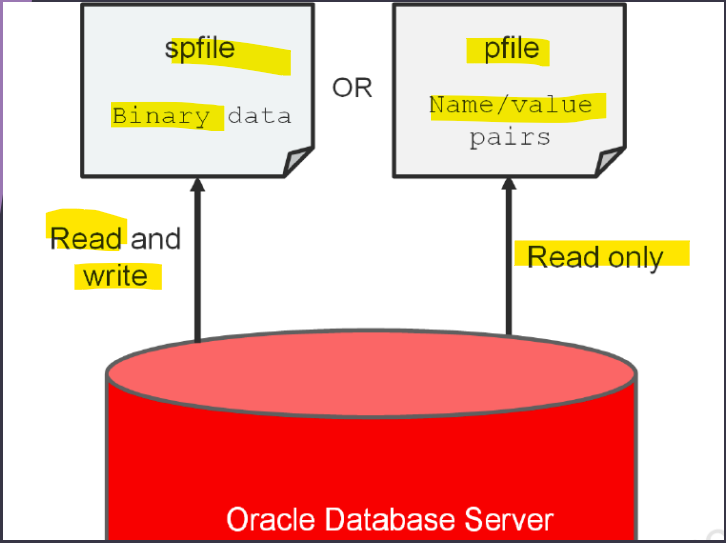 spfile
Binary data
OR
pfile
Name/value
pairs
Read and
write
Read only
Oracle Database Server